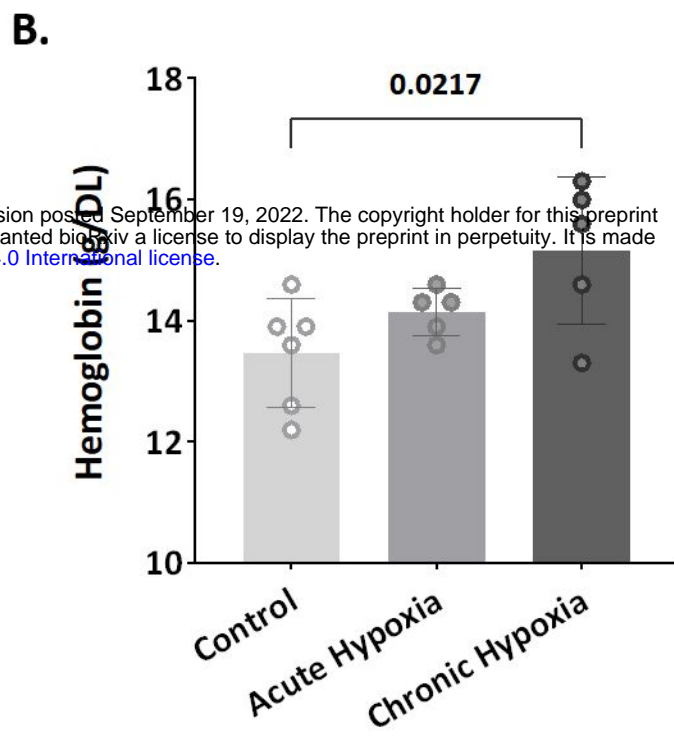 B.
18
0.0217
16
sion posted September 19, 2022. The copyright holder for this preprint
anted bioRxiv a license to display the preprint in perpetuity. It is made
.0 International license.
Hemoglobin (g/DL)
14
12
10
Control
Acute Hypoxia
Chronic Hypoxia